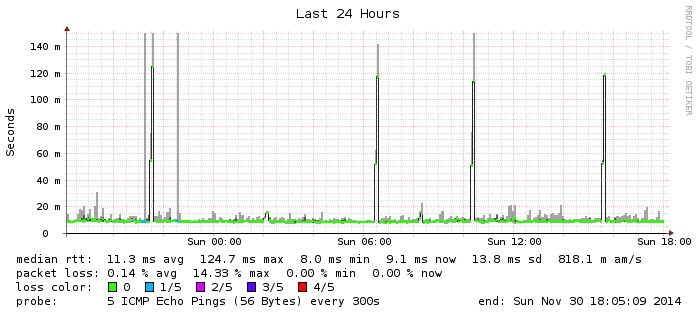 Last 24 Hours
RRDTOOL / TOBI OETIKER
Seconds
140 m
120 m
100 m
80 m
60 m
40 m
20 m
0
Sun 00:00 Sun 06:00 Sun 12:00 Sun 18:00
median rtt: 11.3 ms avg 124.7 ms max 8.0 ms min 9.1 ms now 13.8 ms sd 818.1 m am/s
packet loss: 0.14 % avg 14.33 % max 0.00 % min 0.00 % now
loss color: 0 1/5 2/5 3/5 4/5
probe: 5 ICMP Echo Pings (56 Bytes) every 300s end: Sun Nov 30 18:05:09 2014